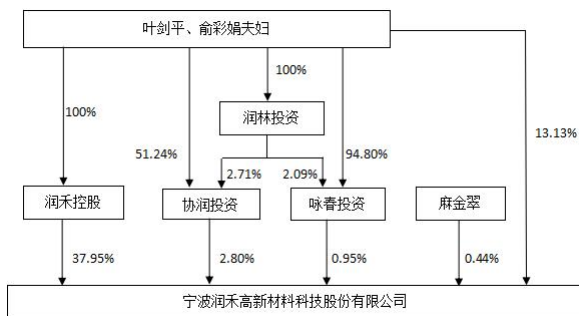 叶剑平、俞彩娟夫妇
100%
100%
润林投资
13.13%
51.24%
94.80%
2.71%
2.09%
润禾控股
协润投资
咏春投资
麻金翠
37.95%
2.80%
0.95%
0.44%
宁波润禾高新材料科技股份有限公司